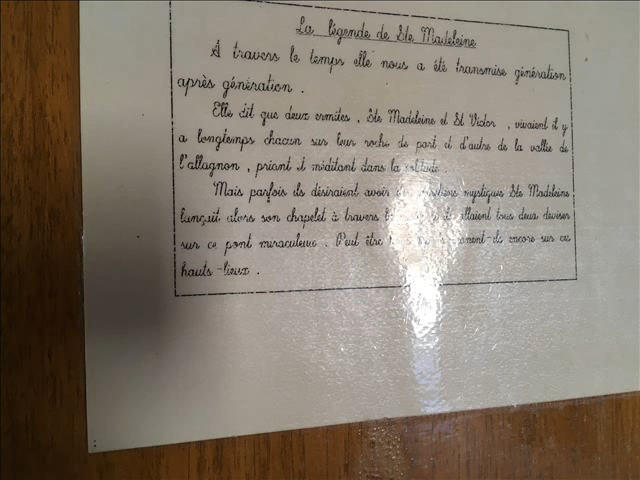 La légende de Ste Madeleine
À travers le temps elle nous a été transmise génération
après génération .
Elle dit que deux ermites , Ste Madeleine et St Victor , vivaient il y
a longtemps chacun sur leur roche de part et d'autre de la vallée de
l'allagnon , priant et méditant dans la solitude .
Mais parfois ils désiraient avoir des mystiques Ste Madeleine
lançait alors son chapelet à travers allaient tous deux deviser
sur ce pont miraculeux . Peut être encore sur ces
hauts-lieux .